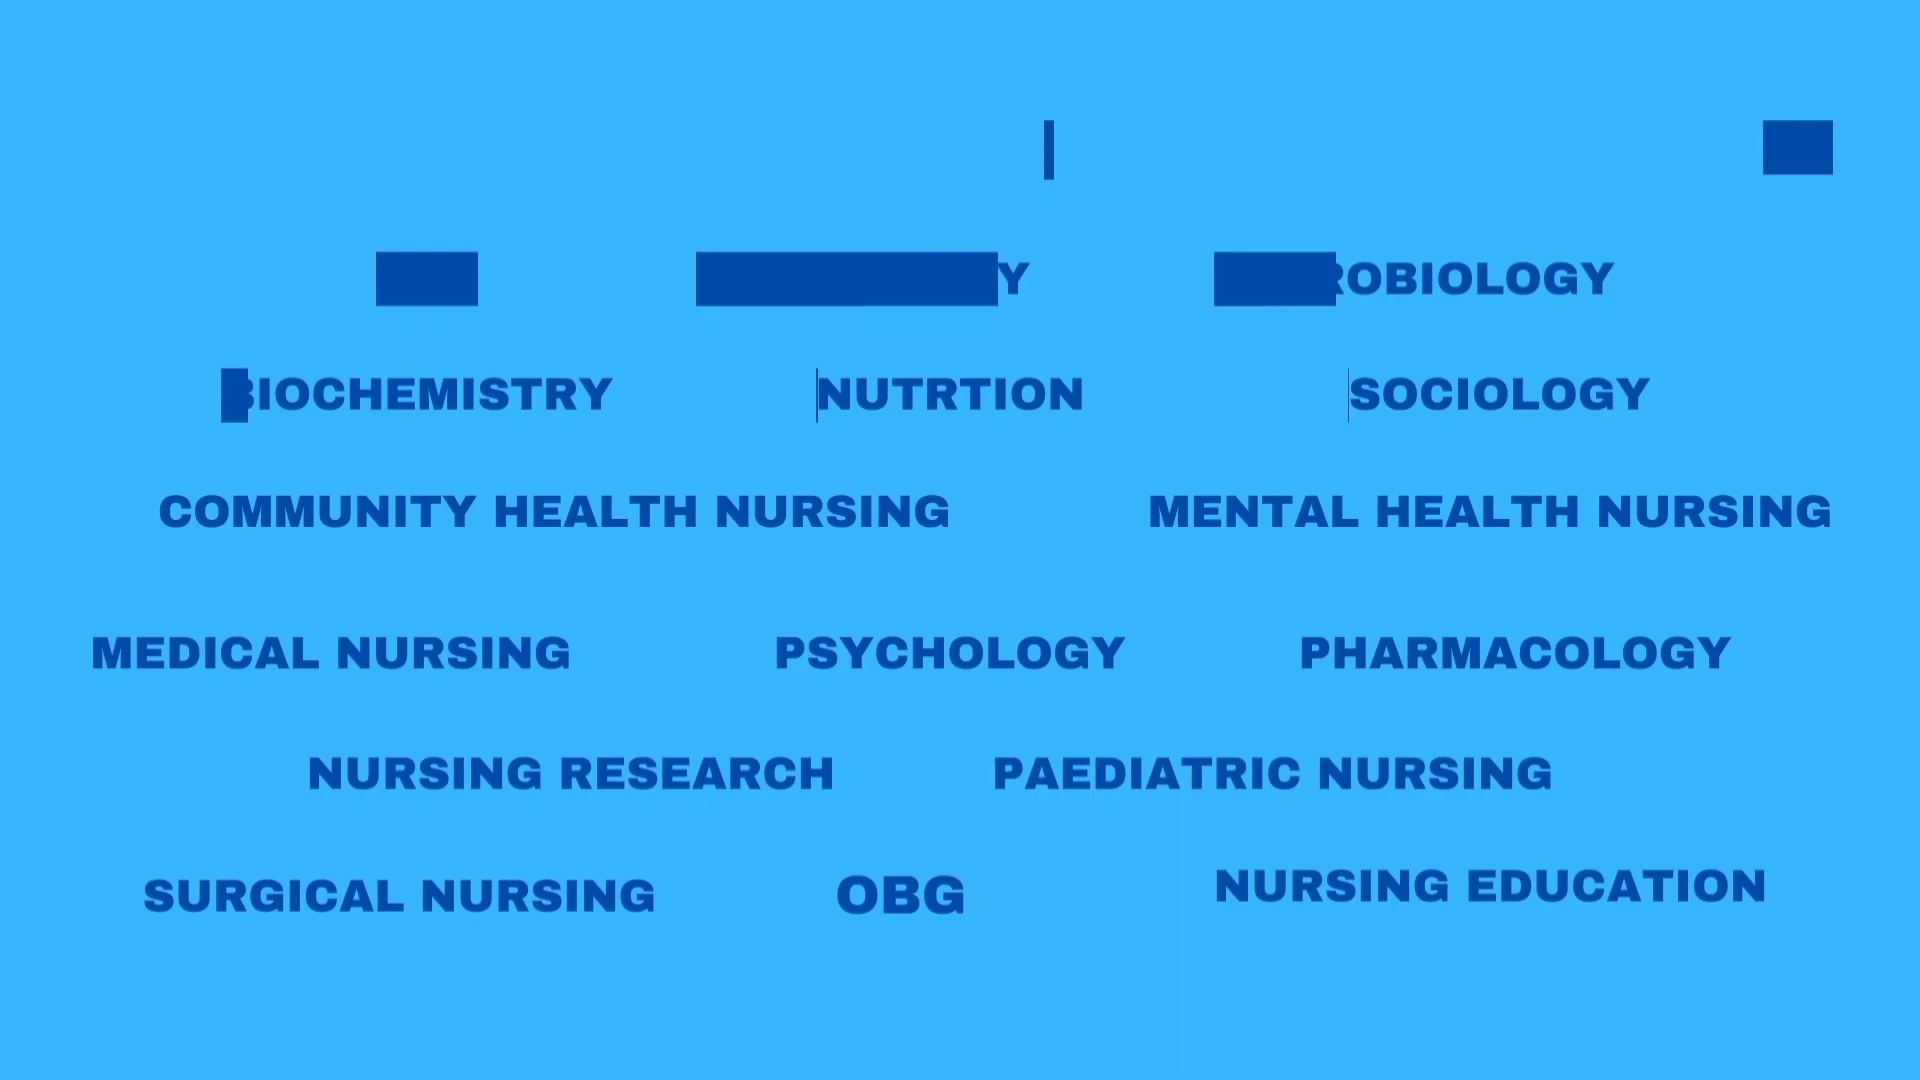 Y ROBIOLOGY
BIOCHEMISTRY NUTRTION SOCIOLOGY
COMMUNITY HEALTH NURSING MENTAL HEALTH NURSING
MEDICAL NURSING PSYCHOLOGY PHARMACOLOGY
NURSING RESEARCH PAEDIATRIC NURSING
SURGICAL NURSING OBG NURSING EDUCATION